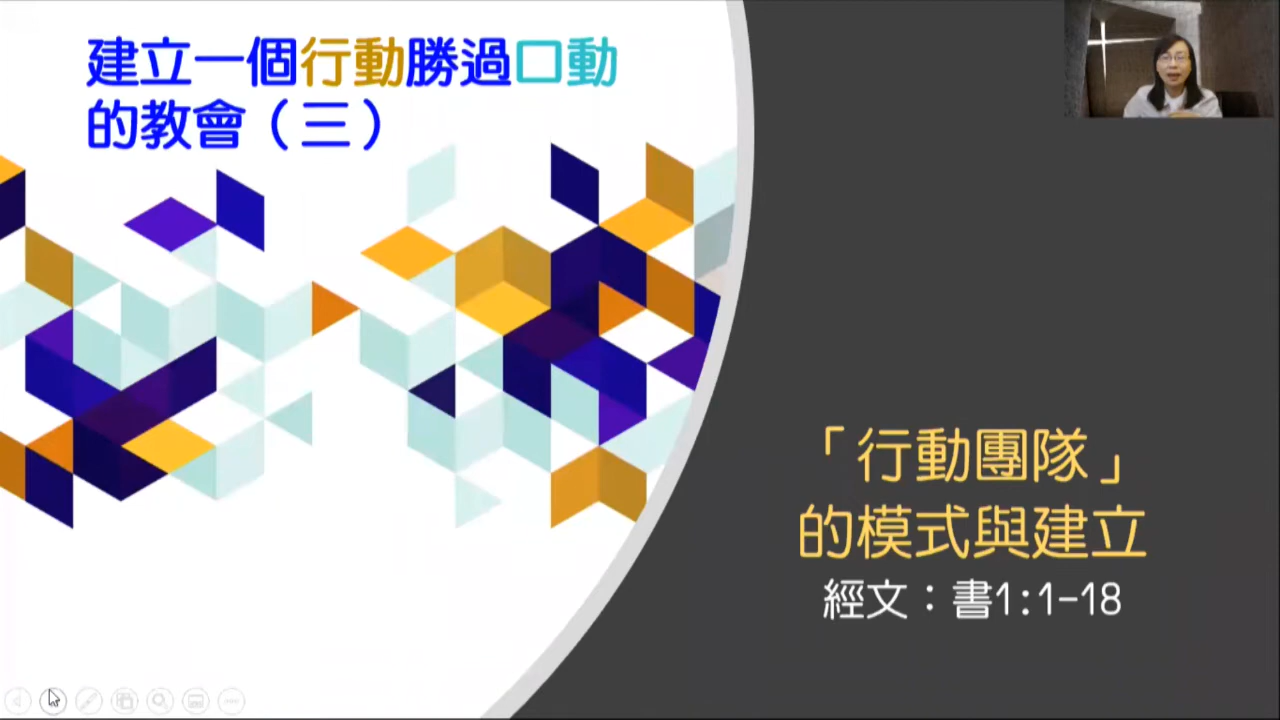 建立一個行動勝過口動
的教會（三）
「行動團隊」
的模式與建立
經文：書1:1-18